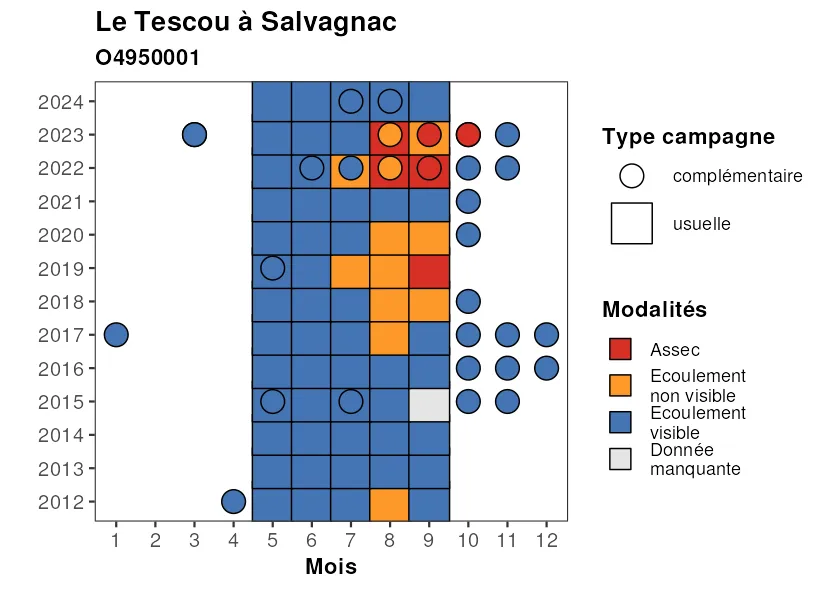 Le Tescou à Salvagnac
O4950001
2024
2023
2022
2021
2020
2019
2018
2017
2016
2015
2014
2013
2012
1 2 3 4 5 6 7 8 9 10 11 12
Mois
Type campagne
complémentaire
usuelle
Modalités
Assec
Ecoulement
non visible
Ecoulement
visible
Donnée
manquante